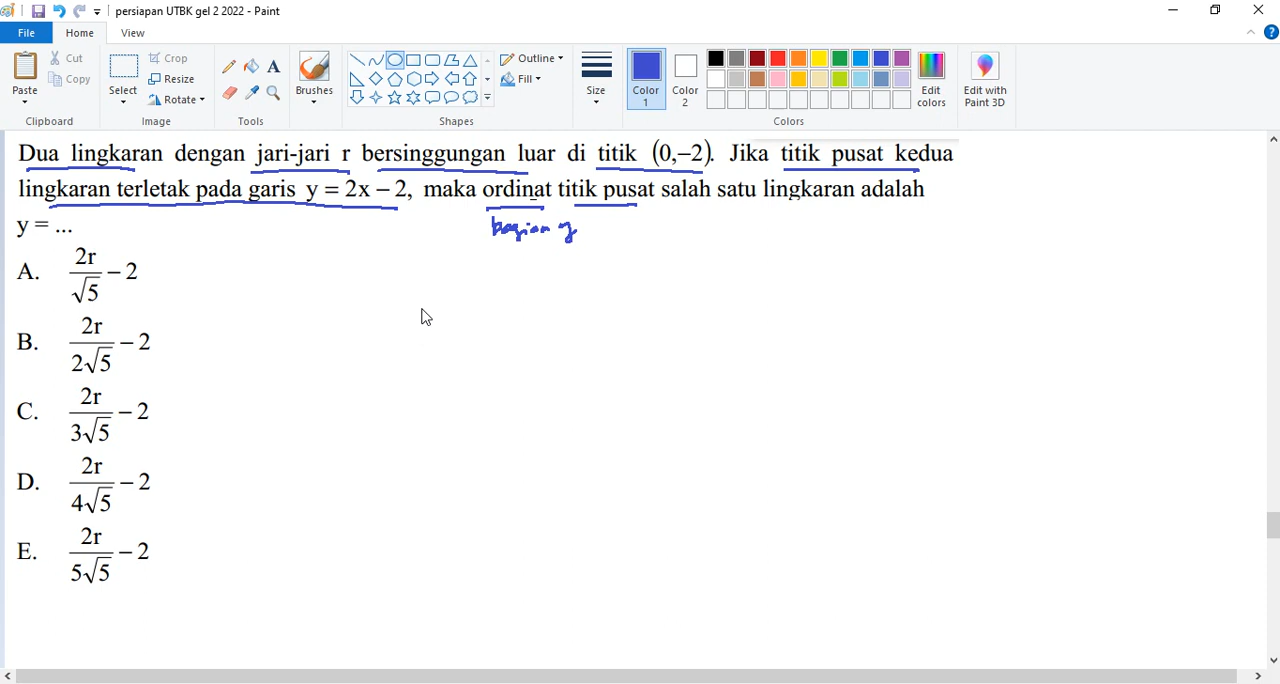 persiapan UTBK gel 2 2022 - Paint
File Home View
Paste Cut Copy Select Crop Resize Rotate A Brushes Outline Fill Size Color 1 Color 2 Edit colors Edit with Paint 3D
Clipboard Image Tools Shapes Colors
Dua lingkaran dengan jari-jari r bersinggungan luar di titik (0,−2). Jika titik pusat kedua
lingkaran terletak pada garis y = 2x − 2, maka ordinat titik pusat salah satu lingkaran adalah
y = ...
bagian y
A. 2r/√5 − 2
B. 2r/2√5 − 2
C. 2r/3√5 − 2
D. 2r/4√5 − 2
E. 2r/5√5 − 2